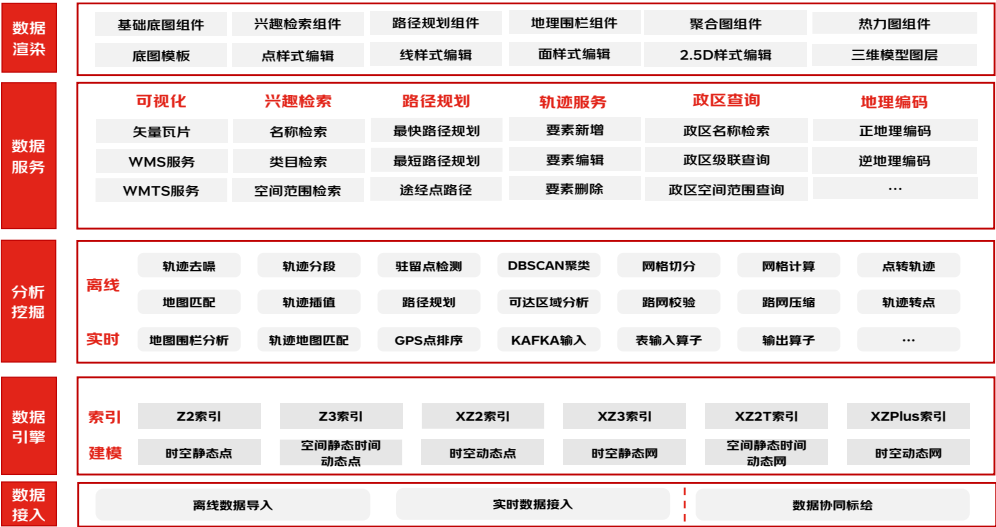 数据
渲染
基础底图组件 兴趣检索组件 路径规划组件 地理围栏组件 聚合图组件 热力图组件
底图模板 点样式编辑 线样式编辑 面样式编辑 2.5D样式编辑 三维模型图层
数据
服务
可视化 兴趣检索 路径规划 轨迹服务 政区查询 地理编码
矢量瓦片 名称检索 最快路径规划 要素新增 政区名称检索 正地理编码
WMS服务 类目检索 最短路径规划 要素编辑 政区级联查询 逆地理编码
WMTS服务 空间范围检索 途经点路径 要素删除 政区空间范围查询 …
分析
挖掘
离线
轨迹去噪 轨迹分段 驻留点检测 DBSCAN聚类 网格切分 网格计算 点转轨迹
地图匹配 轨迹插值 路径规划 可达区域分析 路网校验 路网压缩 轨迹转点
实时 地图围栏分析 轨迹地图匹配 GPS点排序 KAFKA输入 表输入算子 输出算子 …
数据
引擎
索引 Z2索引 Z3索引 XZ2索引 XZ3索引 XZ2T索引 XZPlus索引
建模 时空静态点 空间静态时间 时空动态点 时空静态网 空间静态时间 时空动态网
动态点 动态网
数据
接入
离线数据导入 实时数据接入 数据协同标绘